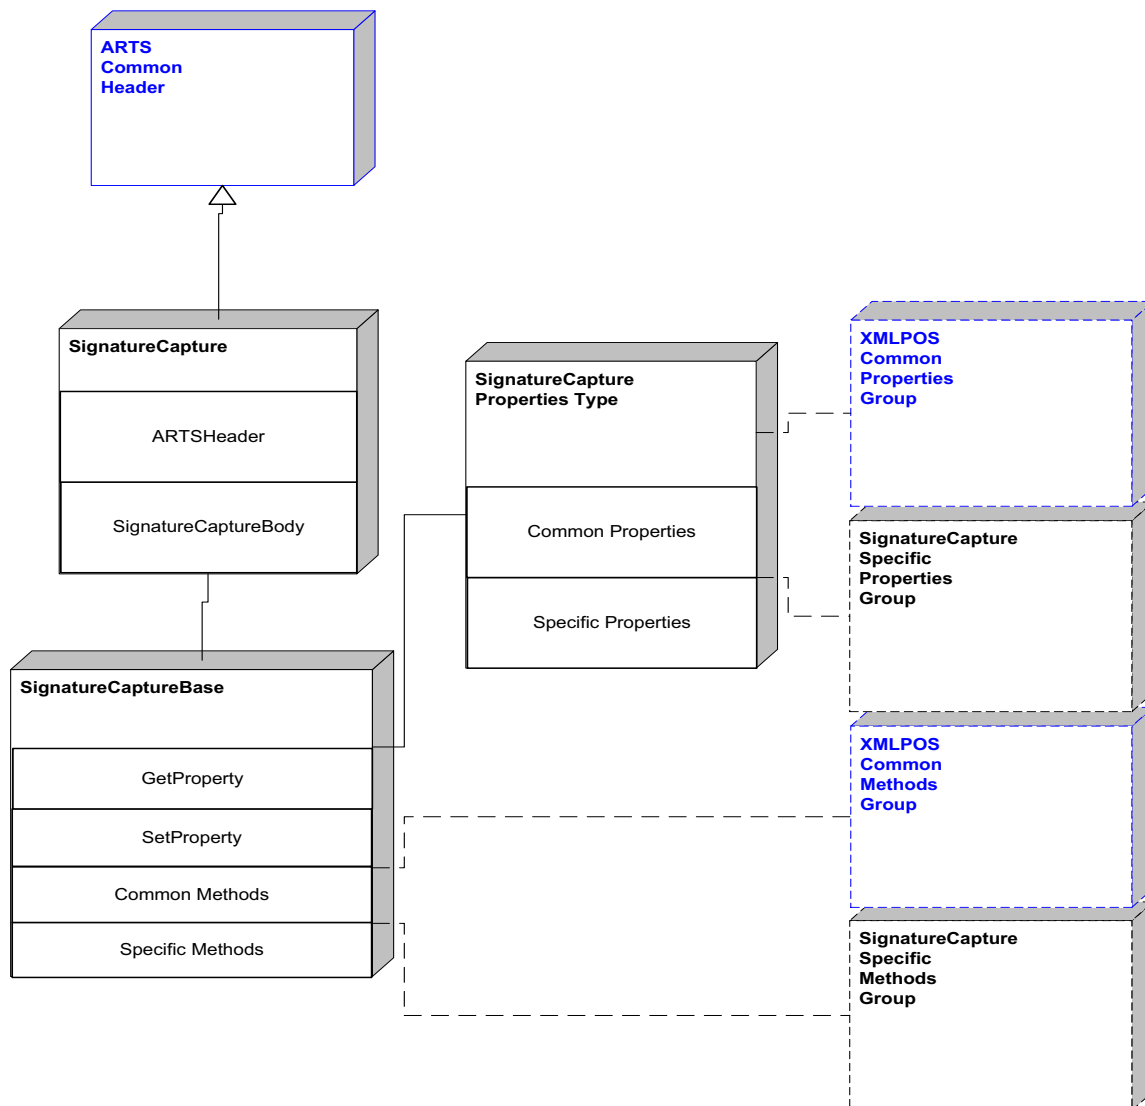 ARTS
Common
Header
SignatureCapture
ARTSHeader
SignatureCaptureBody
SignatureCaptureBase
GetProperty
SetProperty
Common Methods
Specific Methods
SignatureCapture
Properties Type
Common Properties
Specific Properties
XMLPOS
Common
Properties
Group
SignatureCapture
Specific
Properties
Group
XMLPOS
Common
Methods
Group
SignatureCapture
Specific
Methods
Group